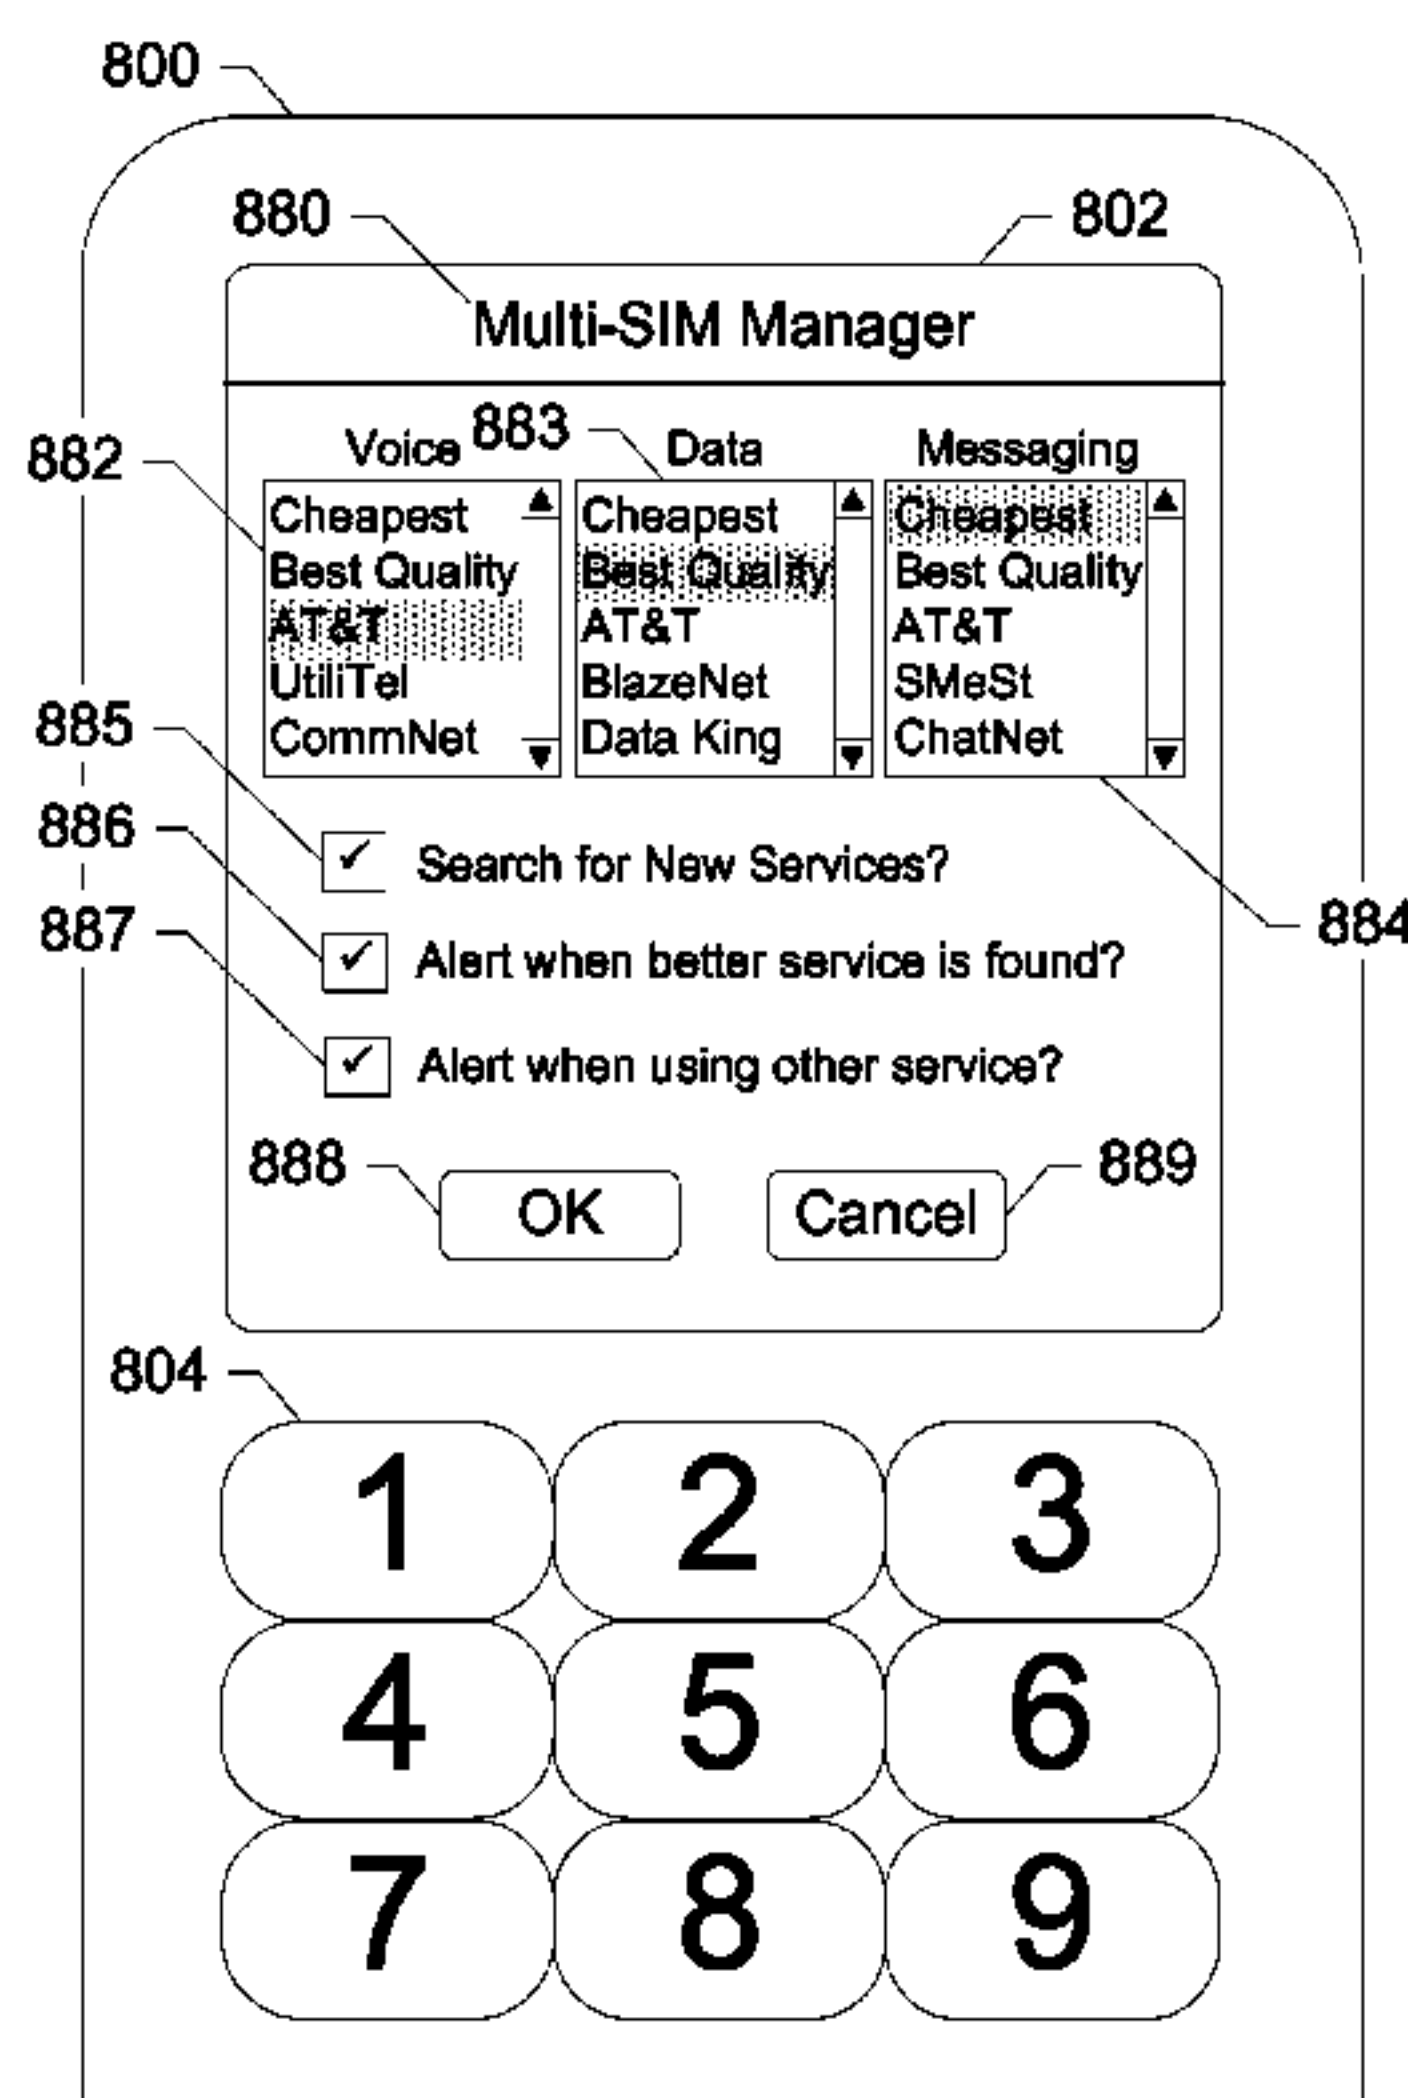 800
880
802
Multi-SIM Manager
882
Voice
883
Data
Messaging
Cheapest
Best Quality
AT&T
UtiliTel
CommNet
Cheapest
Best Quality
AT&T
BlazeNet
Data King
Cheapest
Best Quality
AT&T
SMeSt
ChatNet
885
Search for New Services?
886
Alert when better service is found?
884
887
Alert when using other service?
888
OK
Cancel
889
804
1 2 3
4 5 6
7 8 9